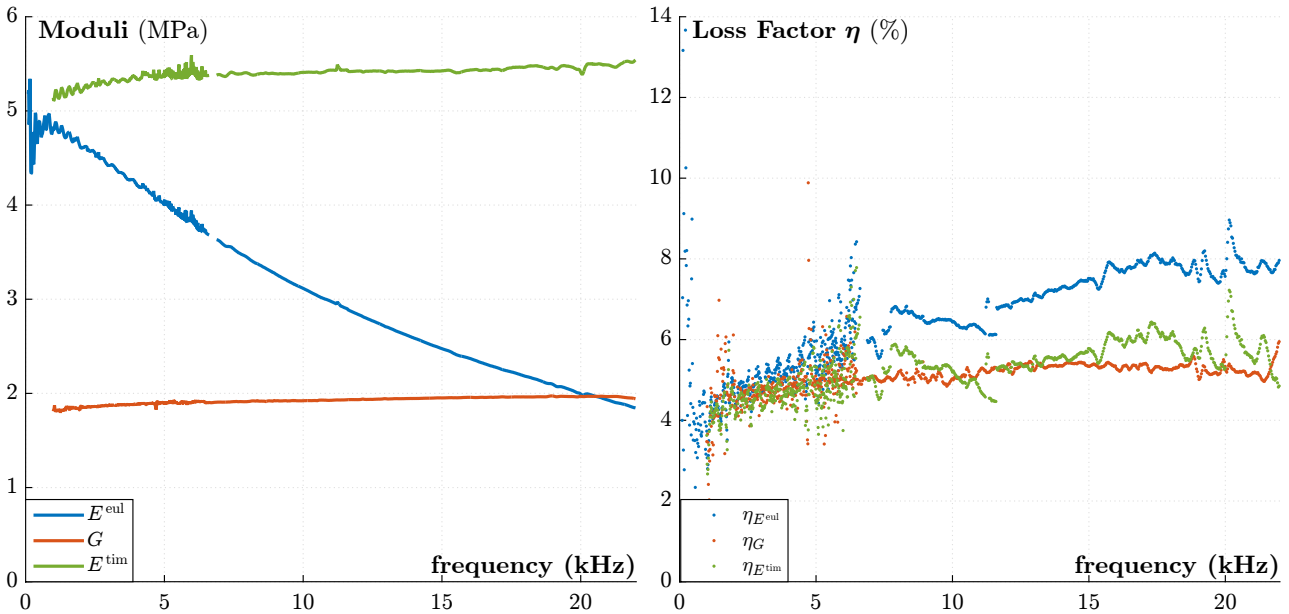 Moduli (MPa)
6
5
4
3
2
1
0
E^eul
G
E^tim
frequency (kHz)
0 5 10 15 20
Loss Factor η (%)
14
12
10
8
6
4
2
0
η_E^eul
η_G
η_E^tim
frequency (kHz)
0 5 10 15 20